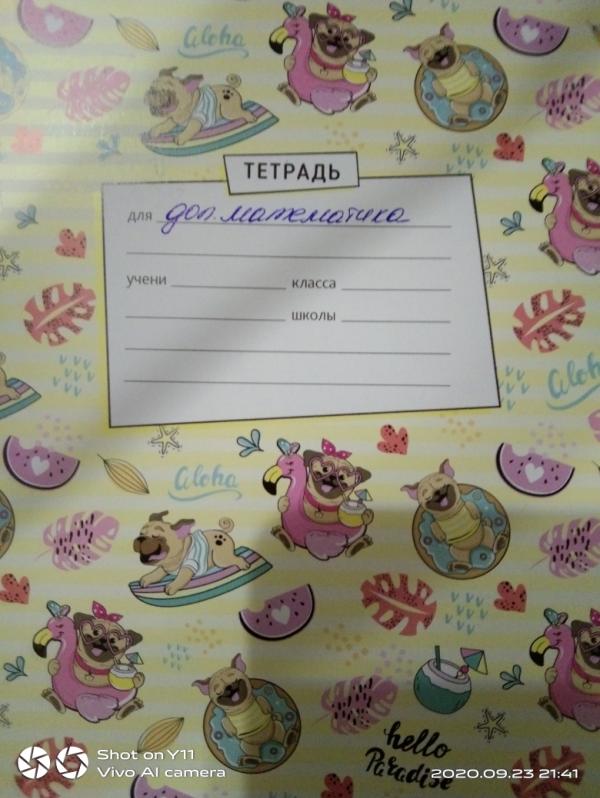 aloha
ТЕТРАДЬ
для доп. математика
учени класса
школы
aloha
aloha
hello
Paradise
Shot on Y11
Vivo AI camera
2020.09.23 21:41